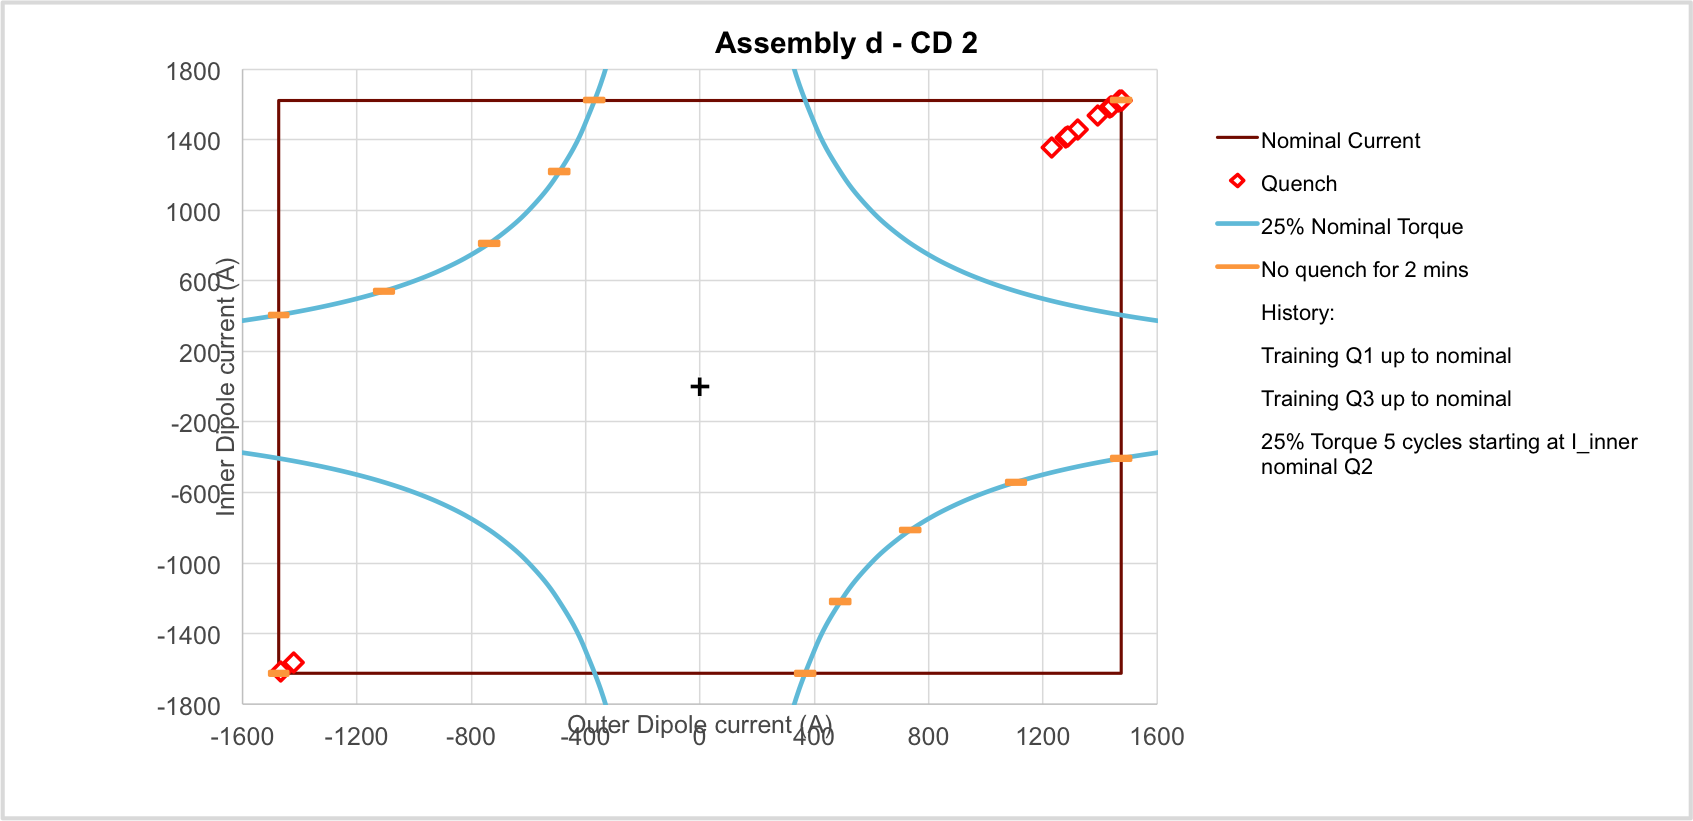 Assembly d - CD 2
1800
1400
1000
600
200
-200
-600
-1000
-1400
-1800
Inner Dipole current (A)
Outer Dipole current (A)
-1600
-1200
-800
-400
0
400
800
1200
1600
Nominal Current
Quench
25% Nominal Torque
No quench for 2 mins
History:
Training Q1 up to nominal
Training Q3 up to nominal
25% Torque 5 cycles starting at I_inner
nominal Q2